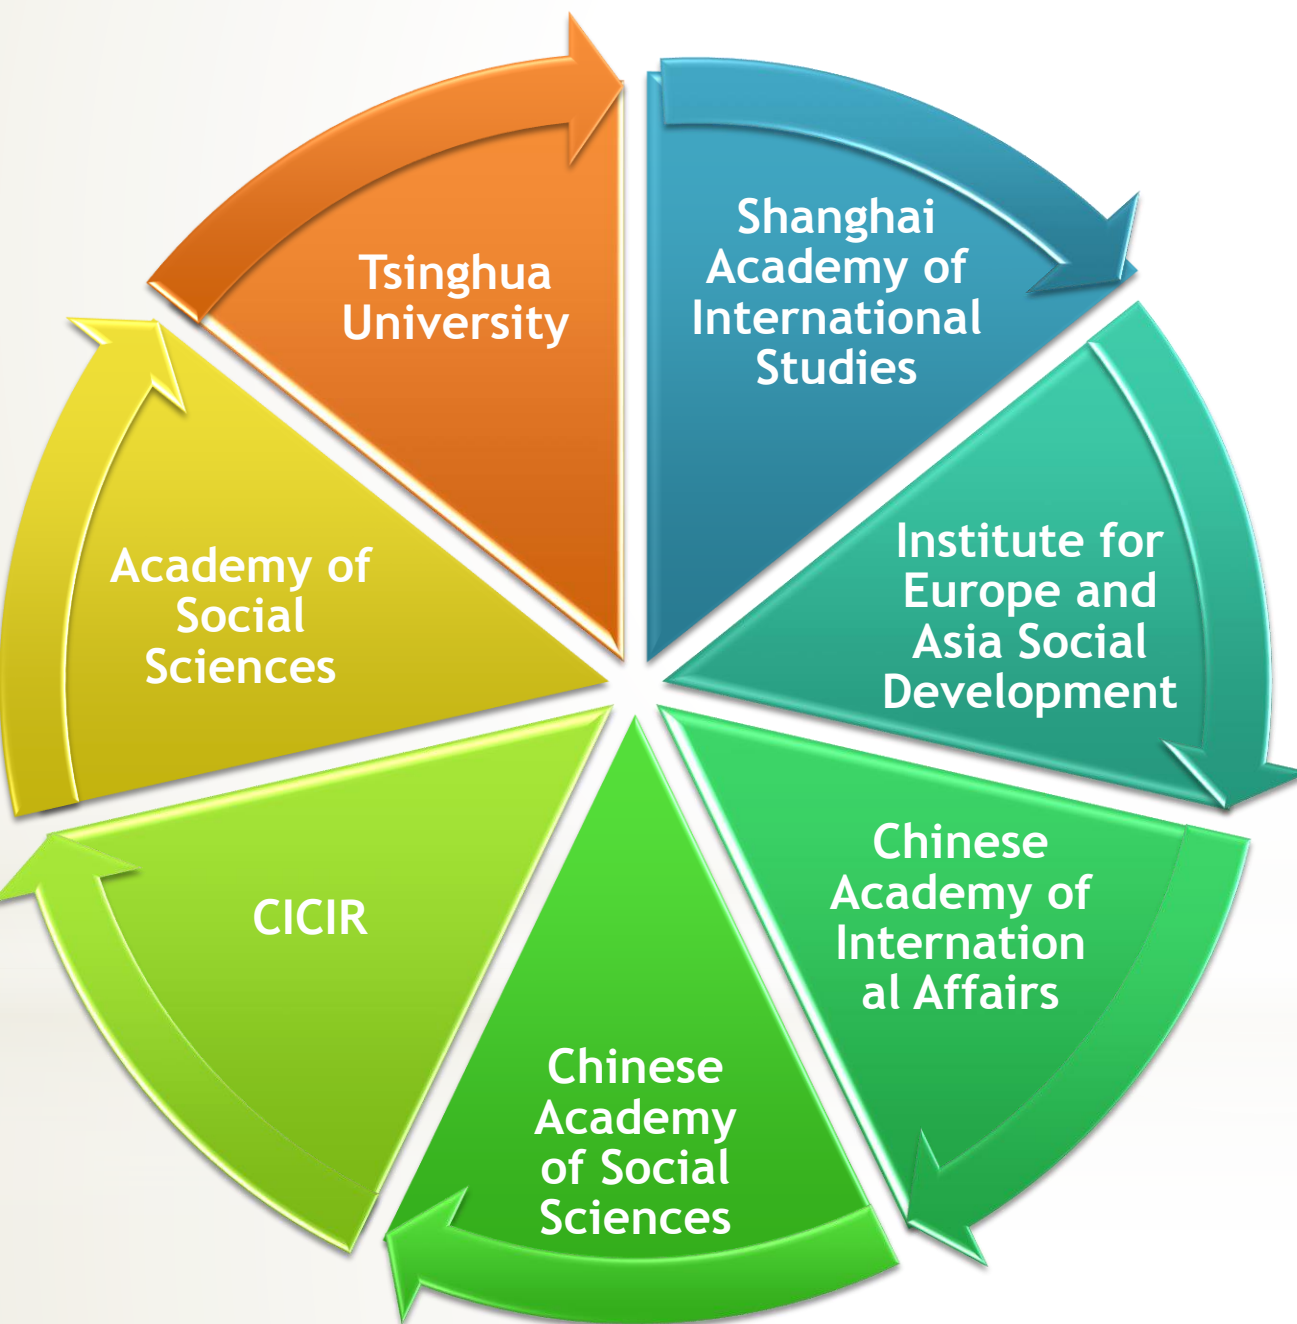 Shanghai
Academy of
International
Studies
Institute for
Europe and
Asia Social
Development
Chinese
Academy of
Internation
al Affairs
Chinese
Academy
of Social
Sciences
CICIR
Academy of
Social
Sciences
Tsinghua
University